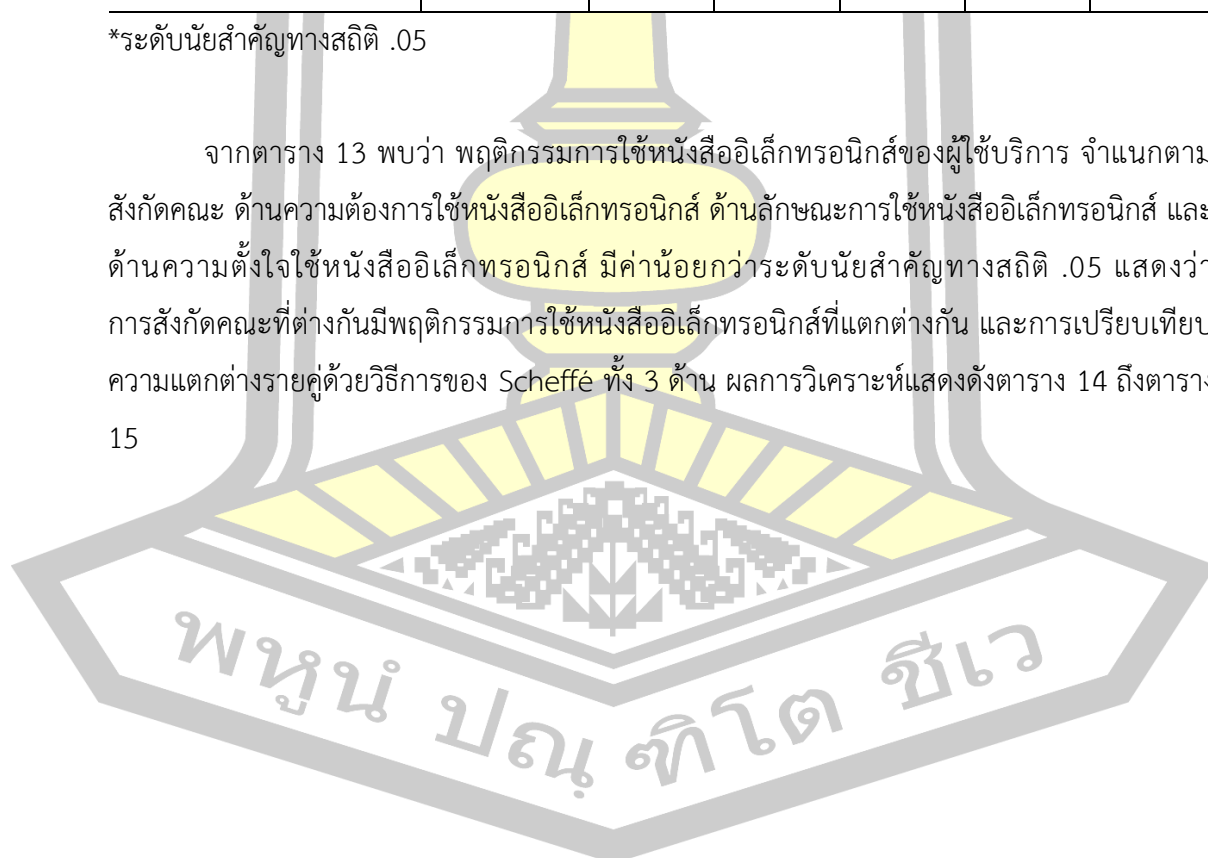 *ระดับนัยสำคัญทางสถิติ .05
จากตาราง 13 พบว่า พฤติกรรมการใช้หนังสืออิเล็กทรอนิกส์ของผู้ใช้บริการ จำแนกตาม
สังกัดคณะ ด้านความต้องการใช้หนังสืออิเล็กทรอนิกส์ ด้านลักษณะการใช้หนังสืออิเล็กทรอนิกส์ และ
ด้านความตั้งใจใช้หนังสืออิเล็กทรอนิกส์ มีค่าน้อยกว่าระดับนัยสำคัญทางสถิติ .05 แสดงว่า
การสังกัดคณะที่ต่างกันมีพฤติกรรมการใช้หนังสืออิเล็กทรอนิกส์ที่แตกต่างกัน และการเปรียบเทียบ
ความแตกต่างรายคู่ด้วยวิธีการของ Scheffé ทั้ง 3 ด้าน ผลการวิเคราะห์แสดงดังตาราง 14 ถึงตาราง
15
พหูนํ ปณฺ ฑิโต ชีเว